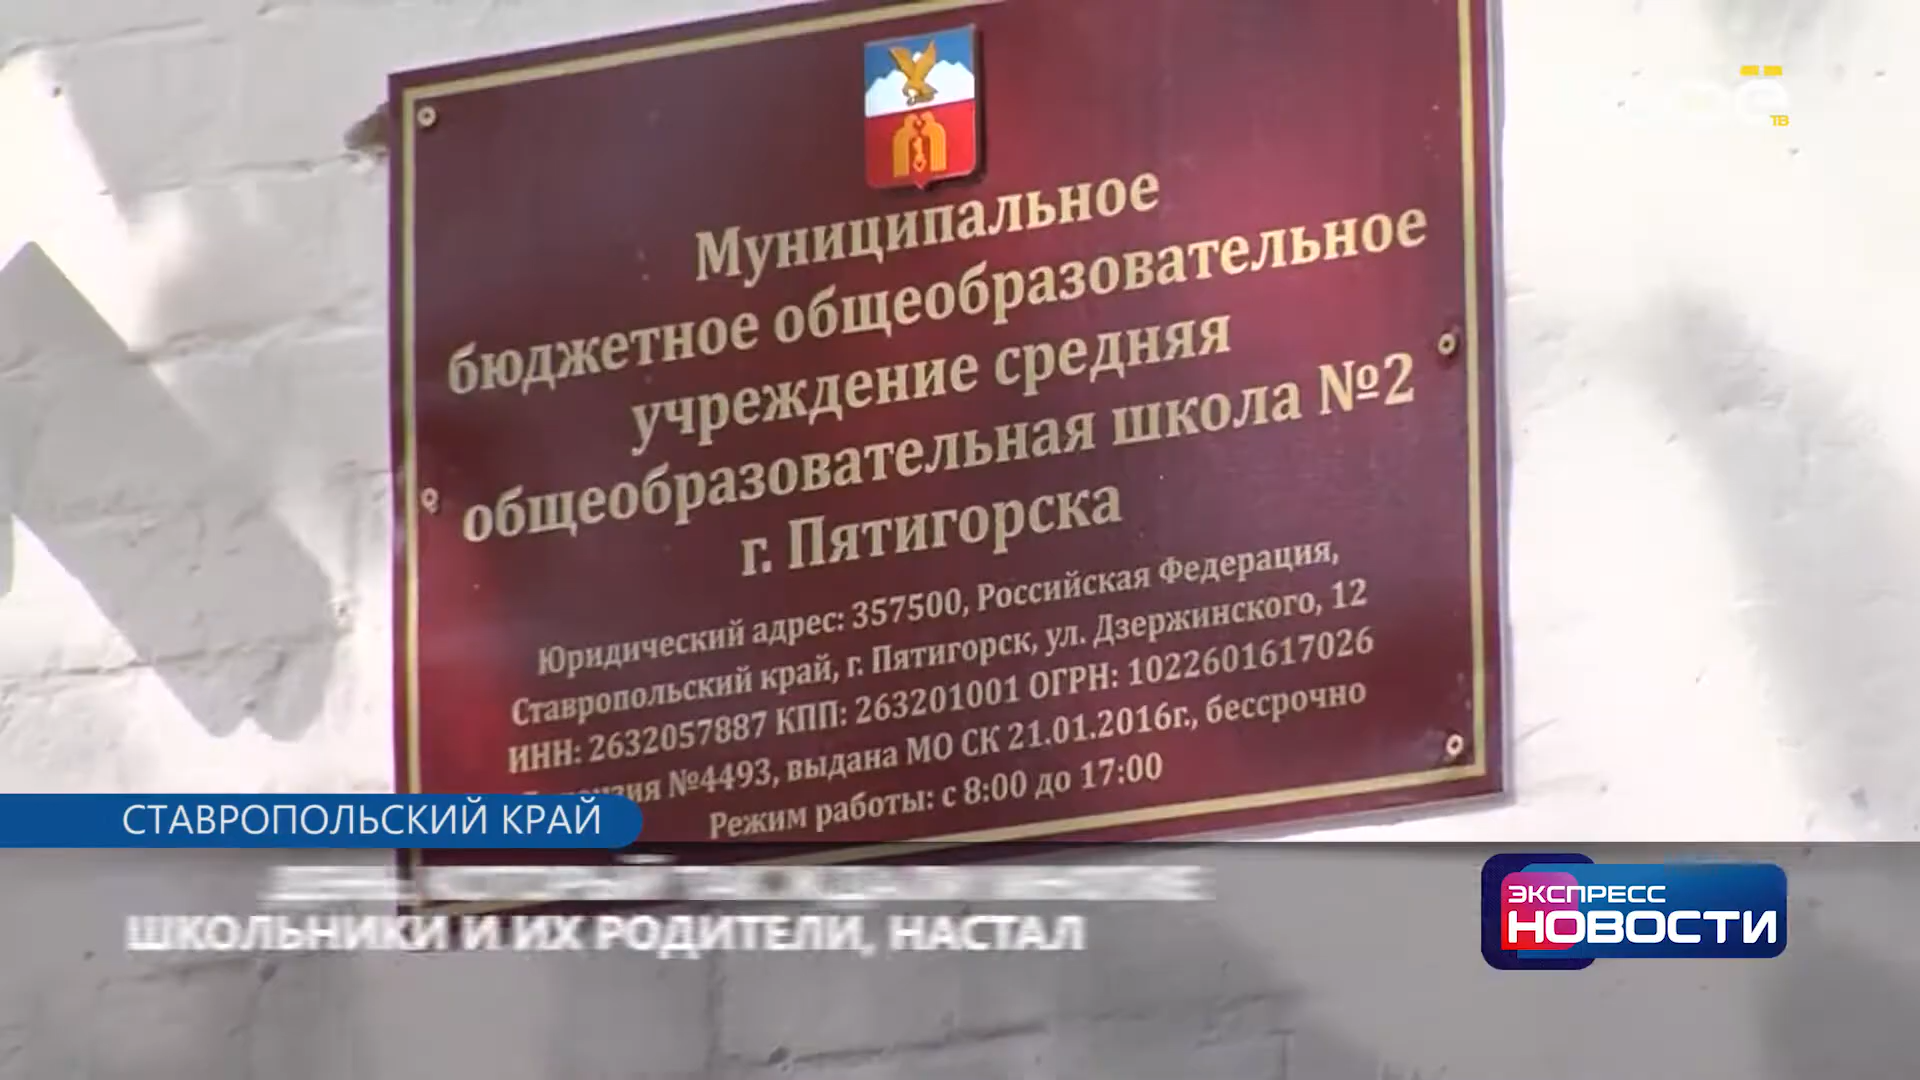 ТВ
Муниципальное
бюджетное общеобразовательное
учреждение средняя
общеобразовательная школа №2
г. Пятигорска
Юридический адрес: 357500, Российская Федерация,
Ставропольский край, г. Пятигорск, ул. Дзержинского, 12
ИНН: 2632057887 КПП: 263201001 ОГРН: 1022601617026
№4493, выдана МО СК 21.01.2016г., бессрочно
Режим работы: с 8:00 до 17:00
СТАВРОПОЛЬСКИЙ КРАЙ
ШКОЛЬНИКИ И ИХ РОДИТЕЛИ, НАСТАЛ
ЭКСПРЕСС
НОВОСТИ